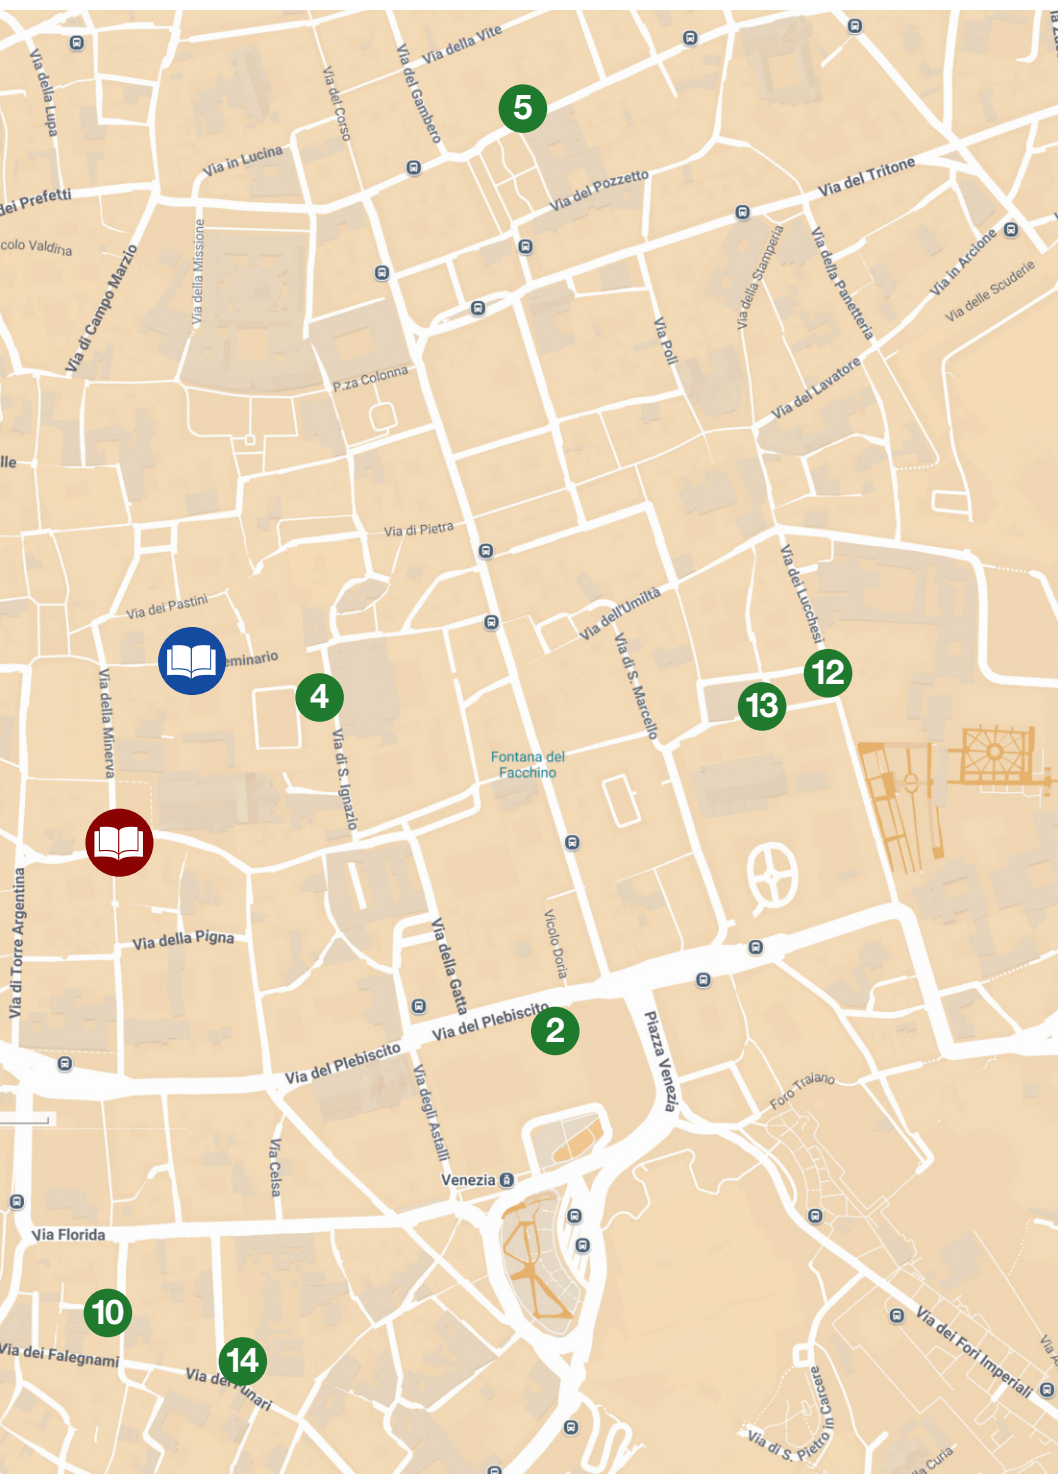 Via della Vite
Via della Lupa
Via del Corso
Via del Gambero
5
Via in Lucina
Via del Pozzetto
Via del Tritone
dei Prefetti
colo Valdina
Via della Missione
Via di Campo Marzio
Via della Stamperia
Via della Panetteria
Via in Arcione
Via delle Scuderie
Via Poli
P.za Colonna
Via del Lavatore
lle
Via di Pietra
Via dei Pastini
Via dell'Umiltà
Via dei Lucchesi
eminario
Via della Minerva
4
Via di S. Marcello
12
13
Via di S. Ignazio
Fontana del
Facchino
Via di Torre Argentina
Via della Pigna
Via della Gatta
Vicolo Doria
Via del Plebiscito
2
Piazza Venezia
Via del Plebiscito
Via degli Astalli
Foro Traiano
Via Celsa
Venezia
Via Florida
10
Via dei Falegnami
14
Via dei Funari
Via dei Fori Imperiali
Via di S. Pietro in Carcere
la Curia